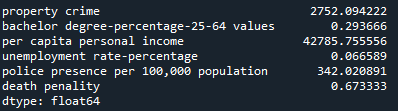 property crime 2752.094222
bachelor degree-percentage-25-64 values 0.293666
per capita personal income 42785.755556
unemployment rate-percentage 0.066589
police presence per 100,000 population 342.020891
death penality 0.673333
dtype: float64